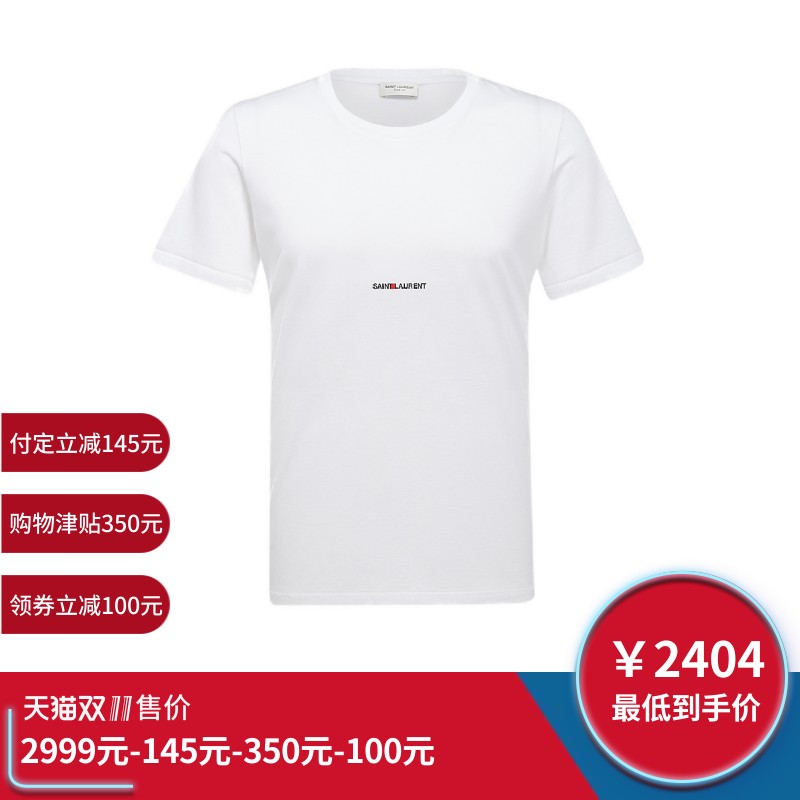 SAINT LAURENT
SAINT LAURENT
付定立减145元
购物津贴350元
领券立减100元
￥2404
最低到手价
天猫双11售价
2999元-145元-350元-100元